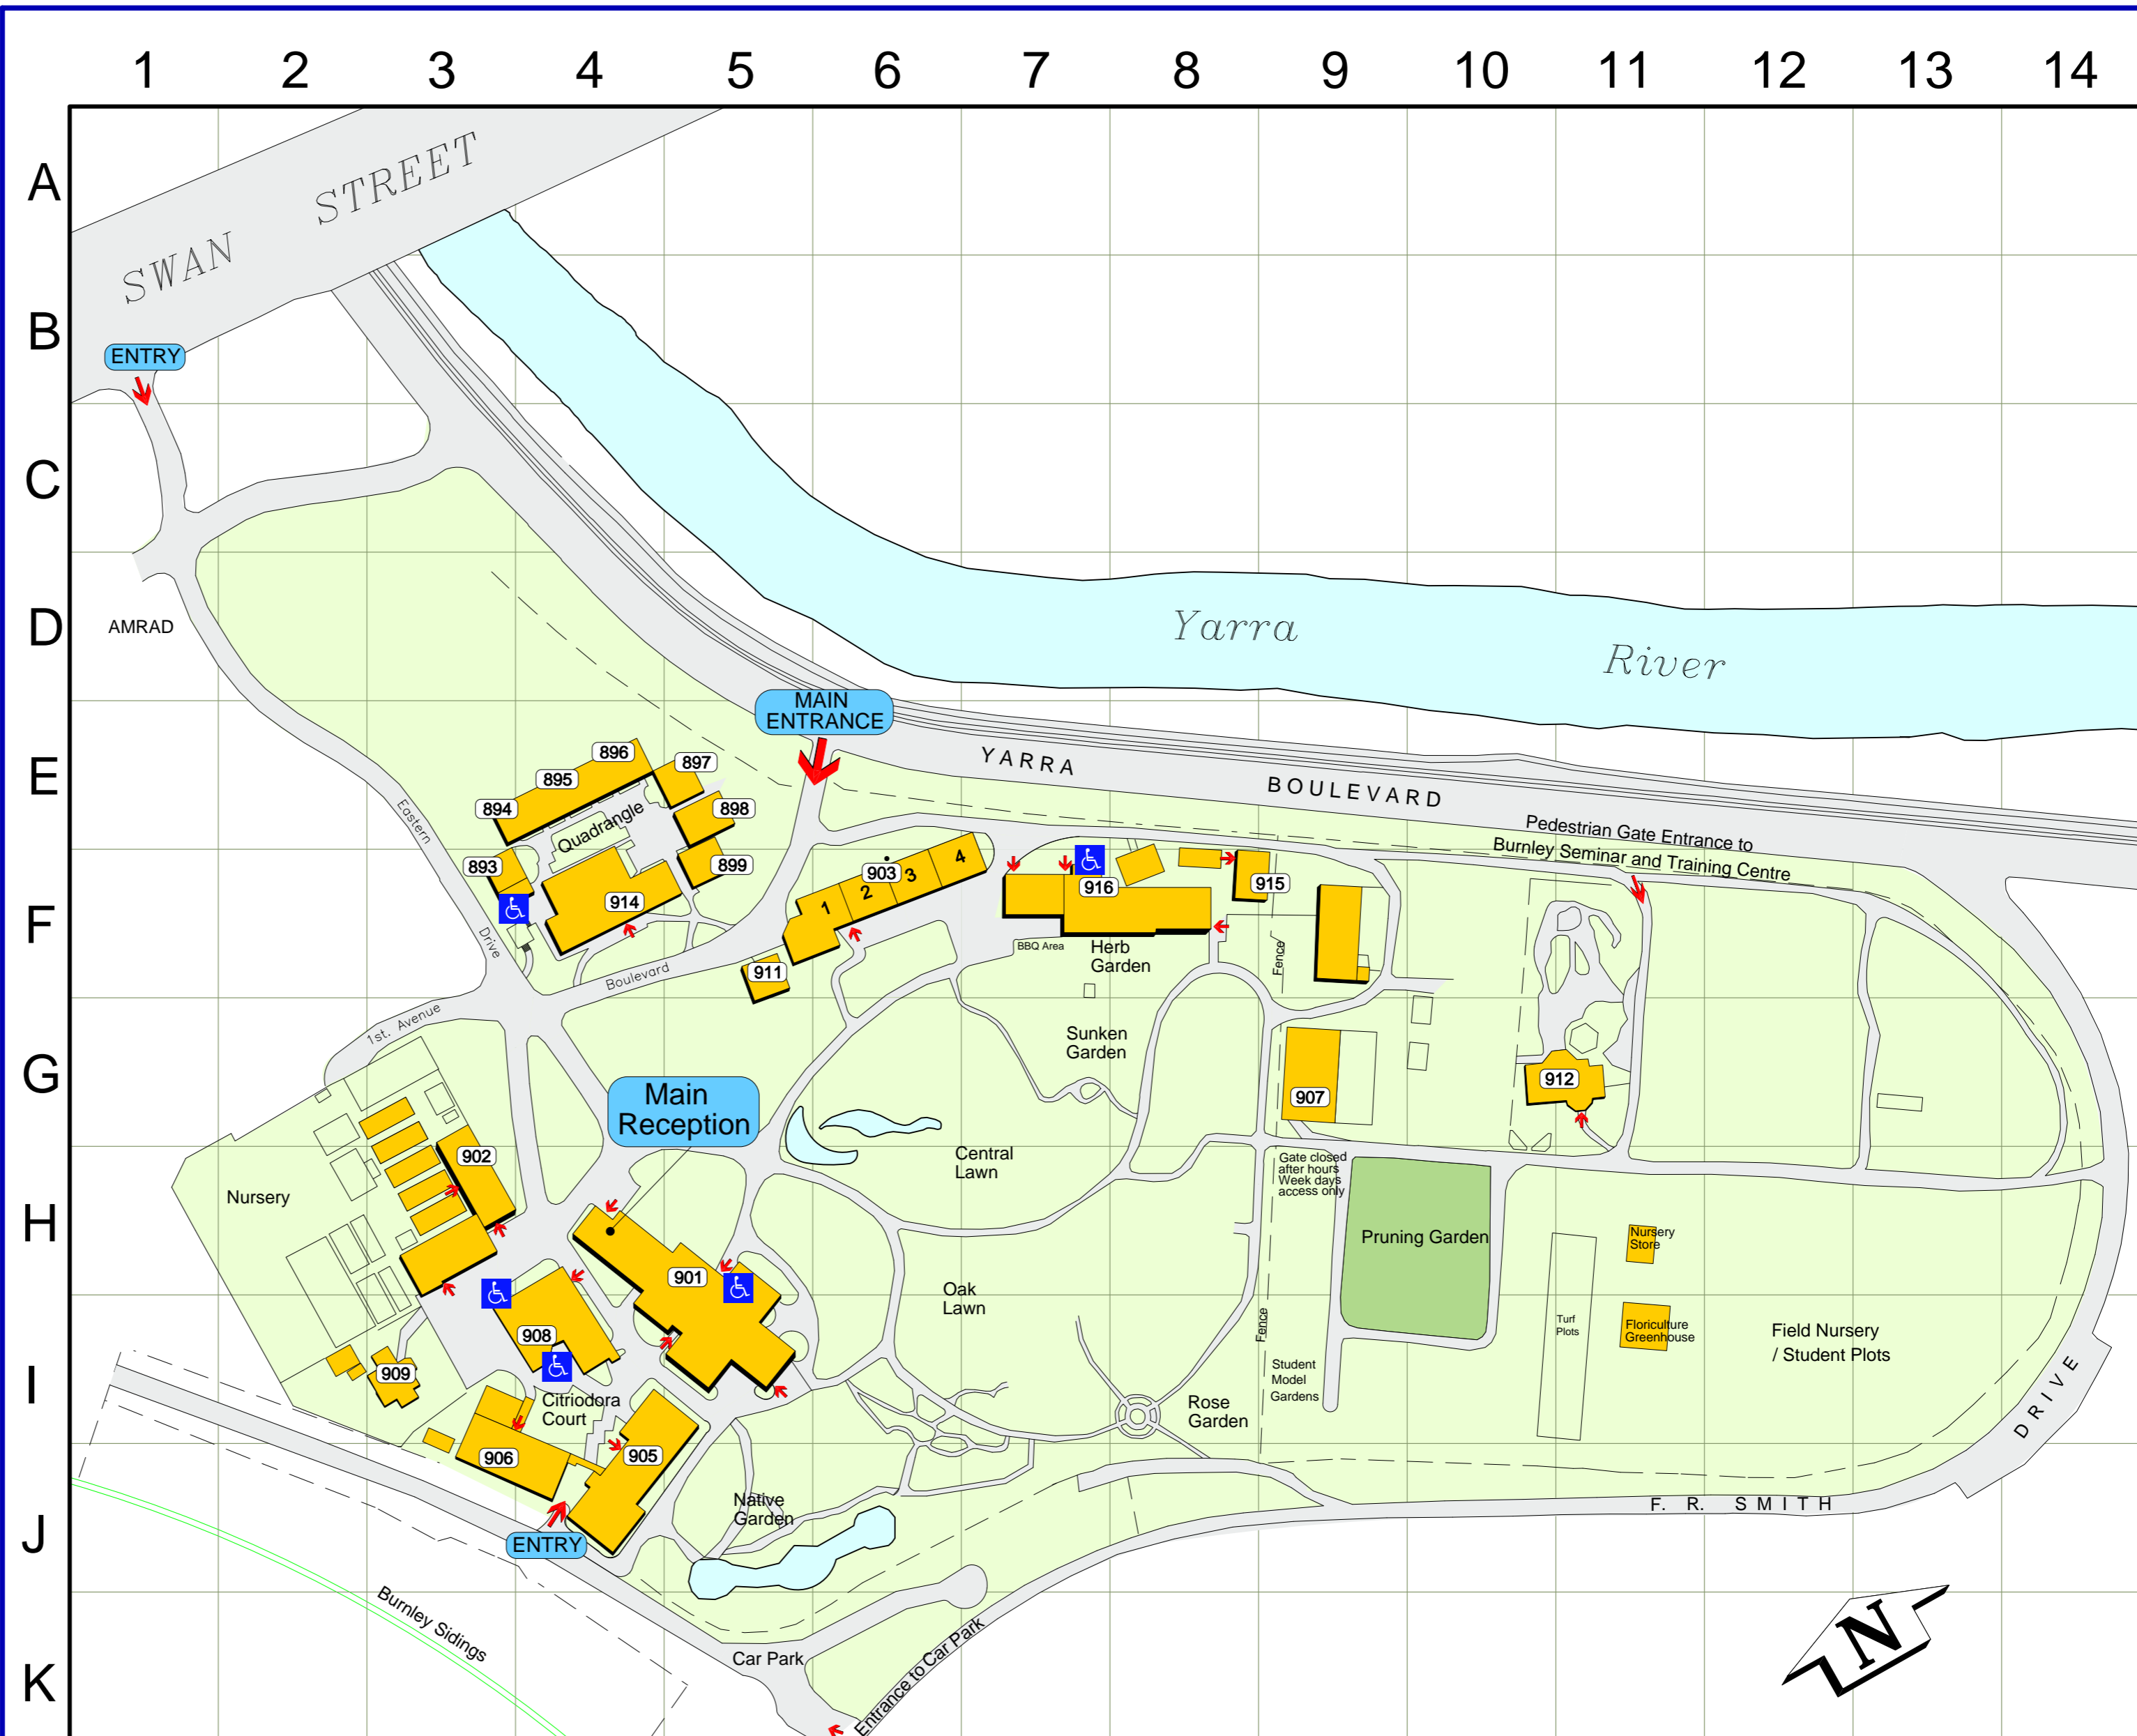 1 2 3 4 5 6 7 8 9 10 11 12 13 14
A
SWAN STREET
B
ENTRY
C
D
AMRAD
Yarra River
MAIN
ENTRANCE
E
YARRA BOULEVARD
896
897
895
894
898
Quadrangle
Eastern
Drive
Pedestrian Gate Entrance to
Burnley Seminar and Training Centre
893
899
903
1
2
3
4
916
915
914
F
BBQ Area
Herb
Garden
Fence
911
Boulevard
1st. Avenue
Sunken
Garden
G
Main
Reception
907
912
902
Central
Lawn
Gate closed
after hours
Week days
access only
Nursery
H
Pruning Garden
Nursery
Store
901
Oak
Lawn
908
Fence
Turf
Plots
Floriculture
Greenhouse
Field Nursery
/ Student Plots
I
909
Student
Model
Gardens
Citriodora
Court
Rose
Garden
DRIVE
906
905
Native
Garden
F. R. SMITH
J
ENTRY
Burnley Sidings
Car Park
Entrance to Car Park
K
N